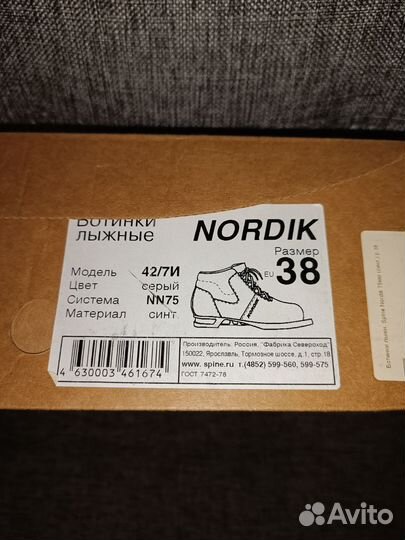 Ботинки
лыжные
NORDIK
Размер
EU 38
Модель 42/7И
Цвет серый
Система NN75
Материал синт.
4 630003 461674
Производитель: Россия, "Фабрика Североход"
150022, Ярославль, Тормозное шоссе, д.1, стр.18
www.spine.ru т.(4852) 599-560, 599-575
ГОСТ 7472-78
Avito